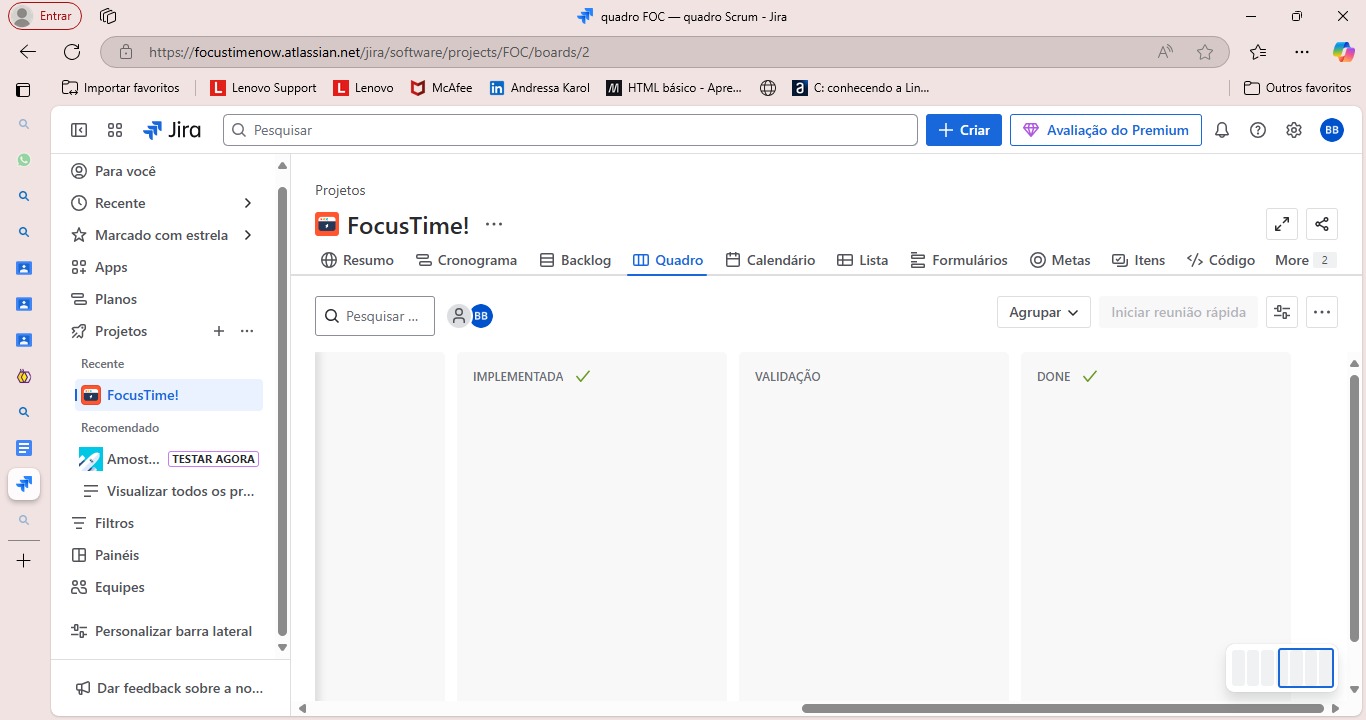 Entrar
quadro FOC — quadro Scrum - Jira
https://focustimenow.atlassian.net/jira/software/projects/FOC/boards/2
Importar favoritos
Lenovo Support
Lenovo
McAfee
Andressa Karol
HTML básico - Apre...
C: conhecendo a Lin...
Outros favoritos
Jira
Pesquisar
Criar
Avaliação do Premium
BB
Para você
Recente
Marcado com estrela
Apps
Planos
Projetos
Recente
FocusTime!
Recomendado
Amost... TESTAR AGORA
Visualizar todos os pr...
Filtros
Painéis
Equipes
Personalizar barra lateral
Dar feedback sobre a no...
Projetos
FocusTime!
Resumo
Cronograma
Backlog
Quadro
Calendário
Lista
Formulários
Metas
Itens
Código
More 2
Pesquisar ...
BB
Agrupar
Iniciar reunião rápida
IMPLEMENTADA
VALIDAÇÃO
DONE